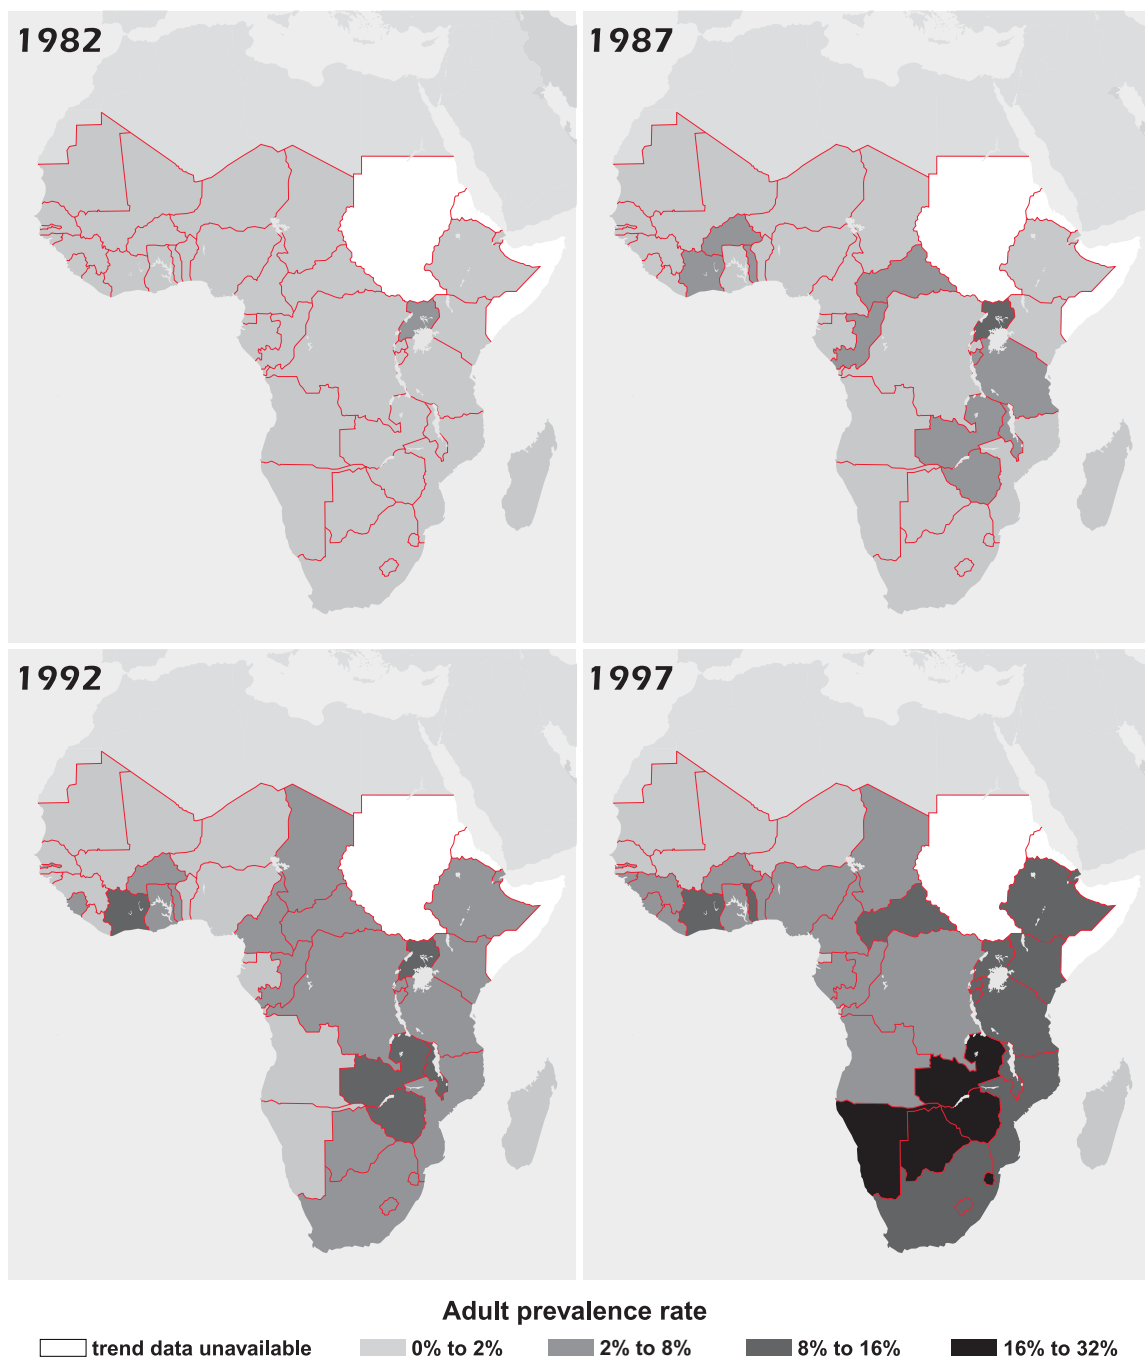 1982
1987
1992
1997
Adult prevalence rate
trend data unavailable 0% to 2% 2% to 8% 8% to 16% 16% to 32%